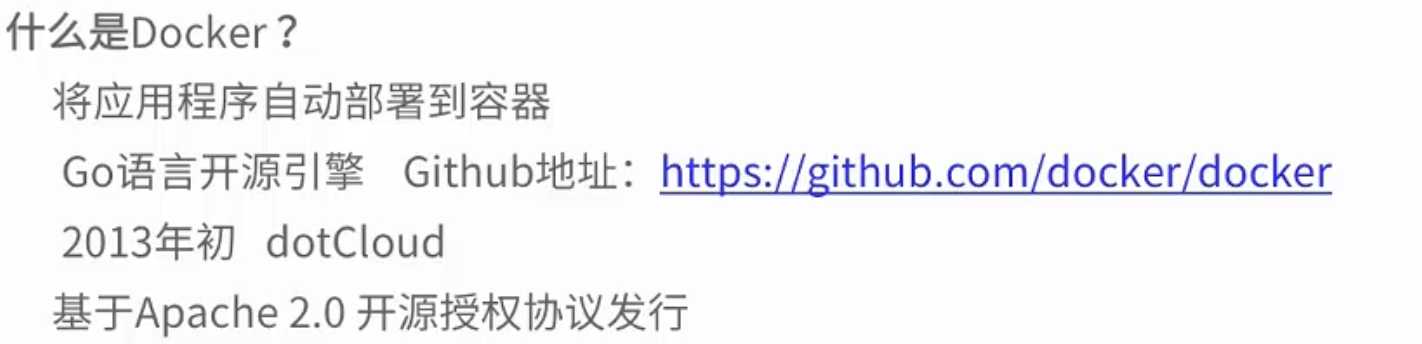 什么是Docker？
将应用程序自动部署到容器
Go语言开源引擎 Github地址：https://github.com/docker/docker
2013年初 dotCloud
基于Apache 2.0 开源授权协议发行